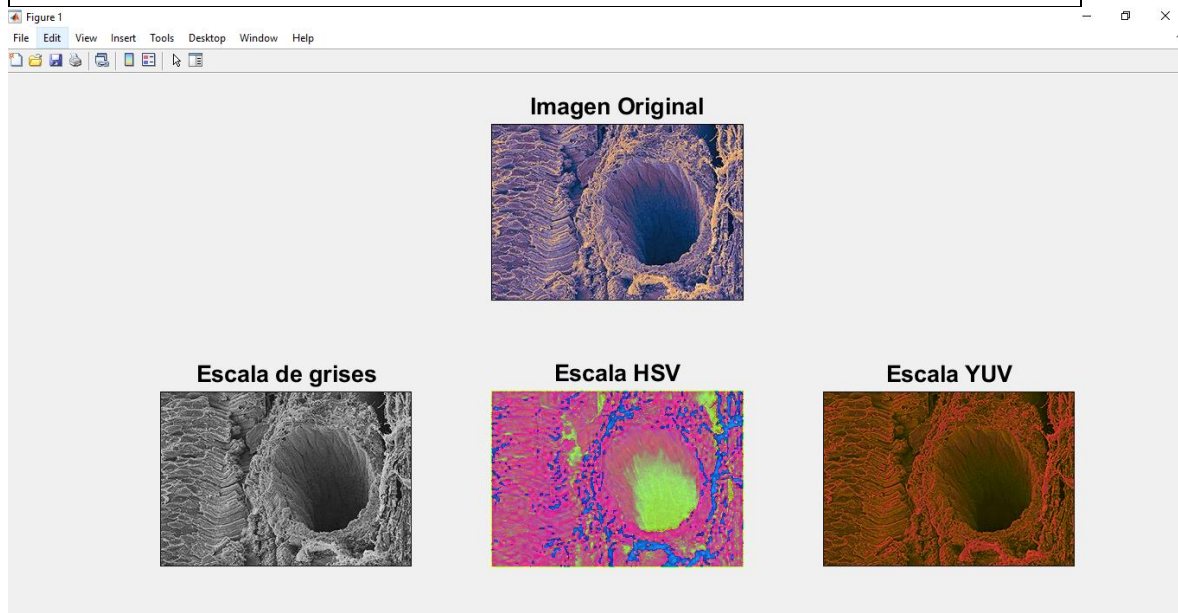 Figure 1
File Edit View Insert Tools Desktop Window Help
Imagen Original
Escala de grises
Escala HSV
Escala YUV